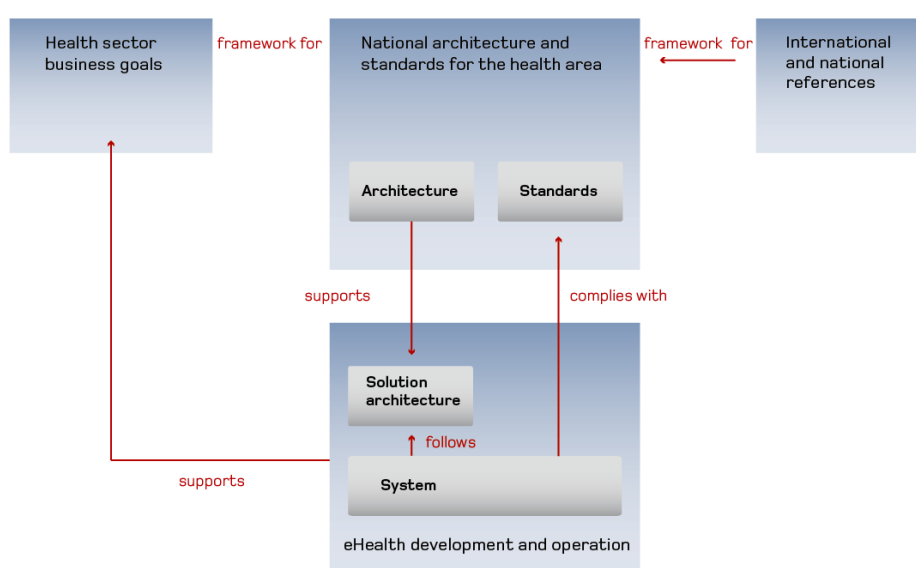 Health sector
business goals
framework for
National architecture and
standards for the health area
framework for
International
and national
references
Architecture
Standards
supports
complies with
Solution
architecture
follows
System
supports
eHealth development and operation